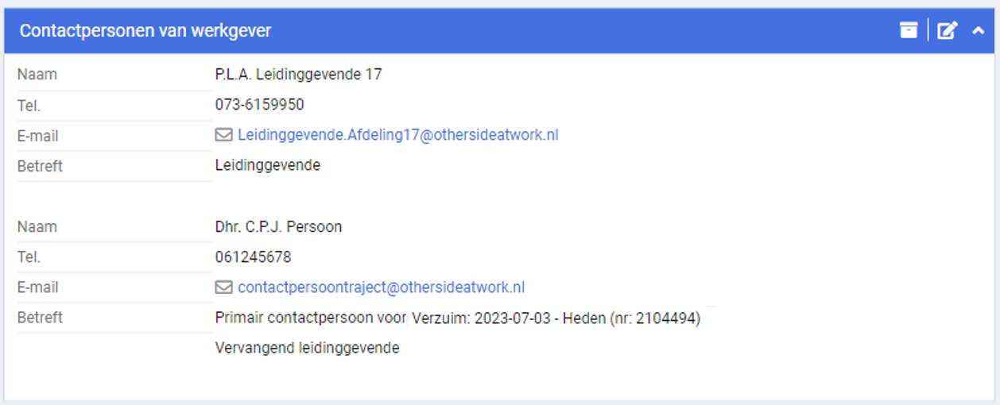 Contactpersonen van werkgever
Naam P.L.A. Leidinggevende 17
Tel. 073-6159950
E-mail Leidinggevende.Afdeling17@othersideatwork.nl
Betreft Leidinggevende
Naam Dhr. C.P.J. Persoon
Tel. 061245678
E-mail contactpersoontraject@othersideatwork.nl
Betreft Primair contactpersoon voor Verzuim: 2023-07-03 - Heden (nr: 2104494)
Vervangend leidinggevende